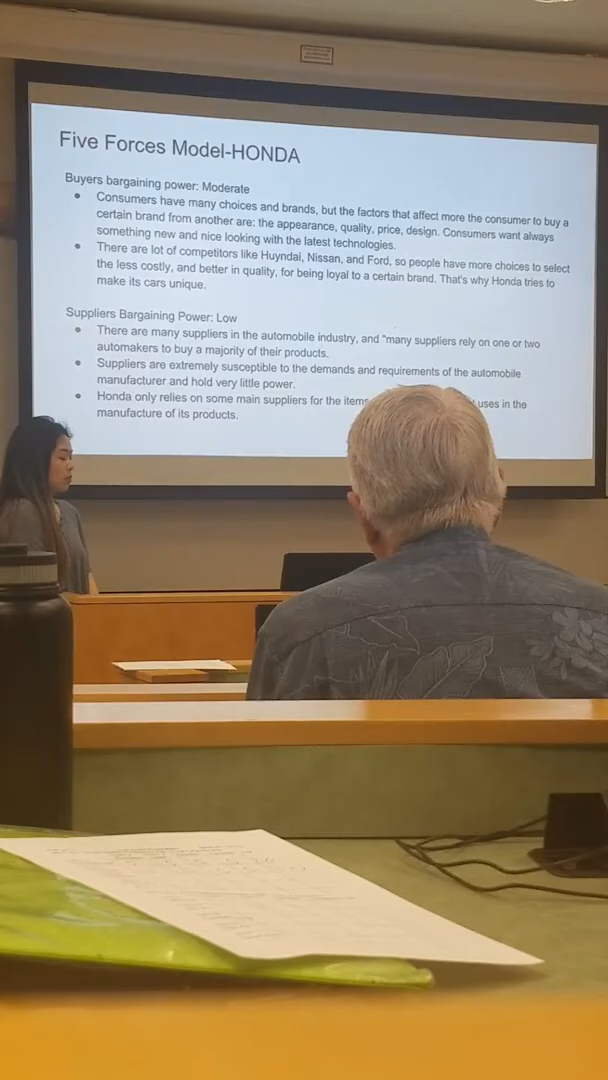 Five Forces Model-HONDA
Buyers bargaining power: Moderate
● Consumers have many choices and brands, but the factors that affect more the consumer to buy a
certain brand from another are: the appearance, quality, price, design. Consumers want always
something new and nice looking with the latest technologies.
● There are lot of competitors like Huyndai, Nissan, and Ford, so people have more choices to select
the less costly, and better in quality, for being loyal to a certain brand. That's why Honda tries to
make its cars unique.
Suppliers Bargaining Power: Low
● There are many suppliers in the automobile industry, and "many suppliers rely on one or two
automakers to buy a majority of their products.
● Suppliers are extremely susceptible to the demands and requirements of the automobile
manufacturer and hold very little power.
● Honda only relies on some main suppliers for the uses in the
manufacture of its products.